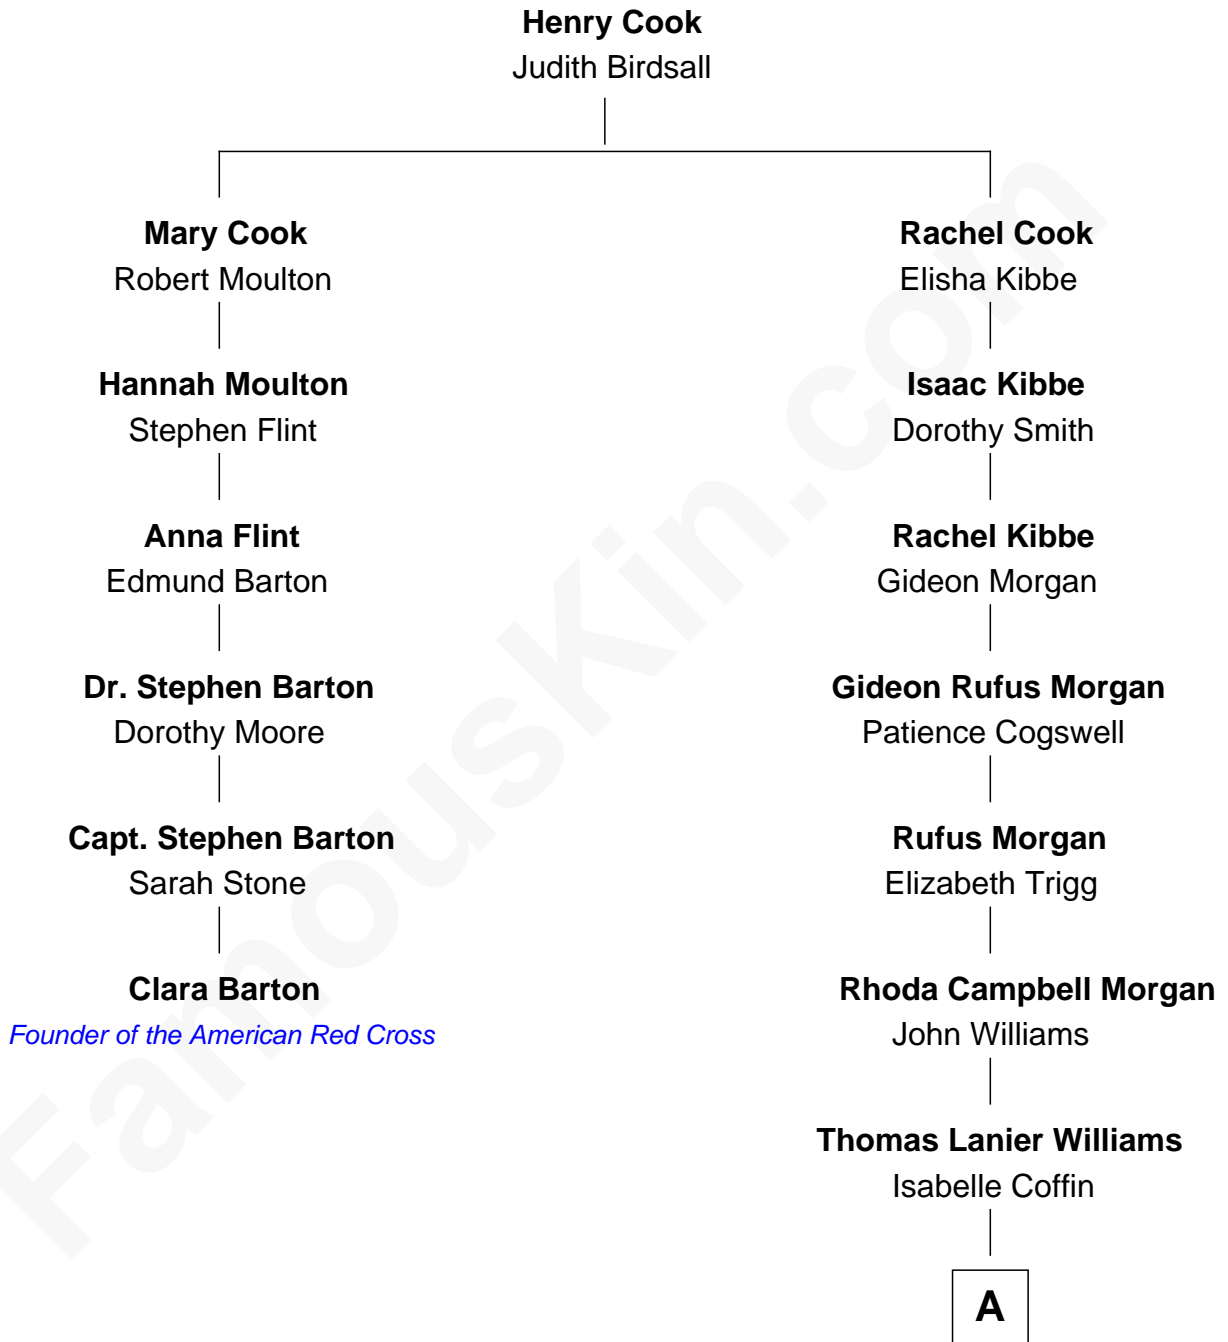 Henry Cook
Judith Birdsall
Mary Cook
Robert Moulton
Rachel Cook
Elisha Kibbe
Hannah Moulton
Stephen Flint
Isaac Kibbe
Dorothy Smith
Anna Flint
Edmund Barton
Rachel Kibbe
Gideon Morgan
Dr. Stephen Barton
Dorothy Moore
Gideon Rufus Morgan
Patience Cogswell
Capt. Stephen Barton
Sarah Stone
Rufus Morgan
Elizabeth Trigg
Clara Barton
Founder of the American Red Cross
Rhoda Campbell Morgan
John Williams
Thomas Lanier Williams
Isabelle Coffin
A
FamousKin.com